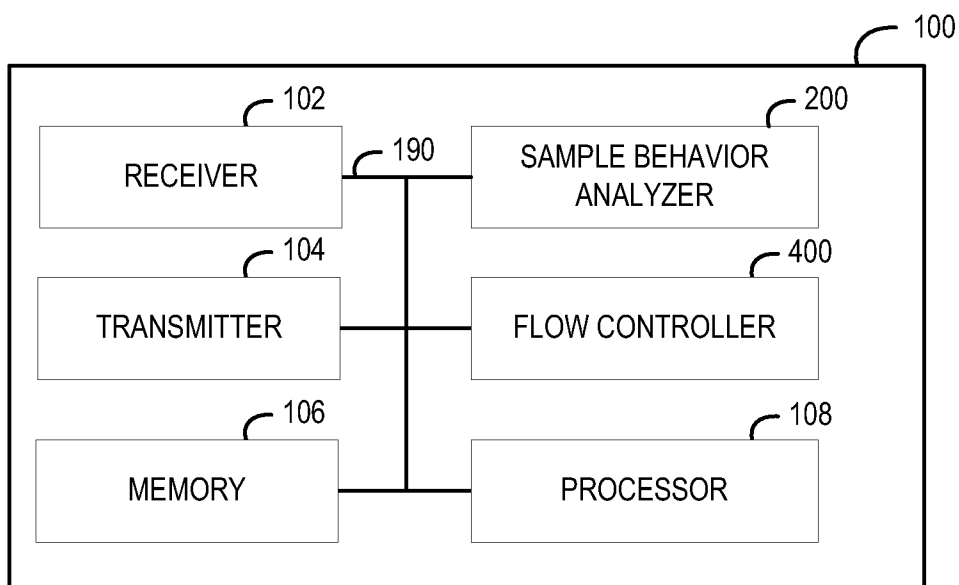 100
102
200
190
RECEIVER
SAMPLE BEHAVIOR
ANALYZER
104
400
TRANSMITTER
FLOW CONTROLLER
106
108
MEMORY
PROCESSOR